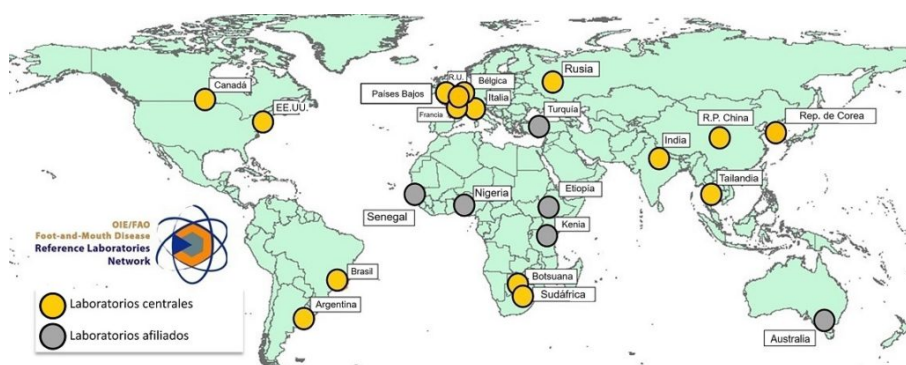 Canadá
EE.UU.
Países Bajos
R.U.
Bélgica
Francia
Italia
Rusia
Turquía
R.P. China
Rep. de Corea
India
Tailandia
Senegal
Nigeria
Etiopía
Kenia
Botsuana
Sudáfrica
Brasil
Argentina
Australia
OIE/FAO
Foot-and-Mouth Disease
Reference Laboratories
Network
Laboratorios centrales
Laboratorios afiliados